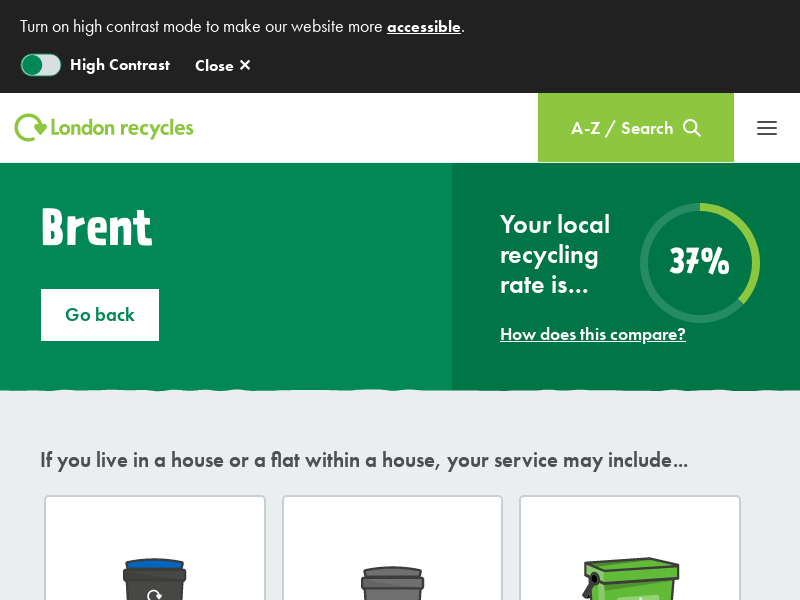 Turn on high contrast mode to make our website more accessible.
High Contrast
Close ✕
London recycles
A-Z / Search
Brent
Go back
Your local
recycling
rate is...
37%
How does this compare?
If you live in a house or a flat within a house, your service may include...